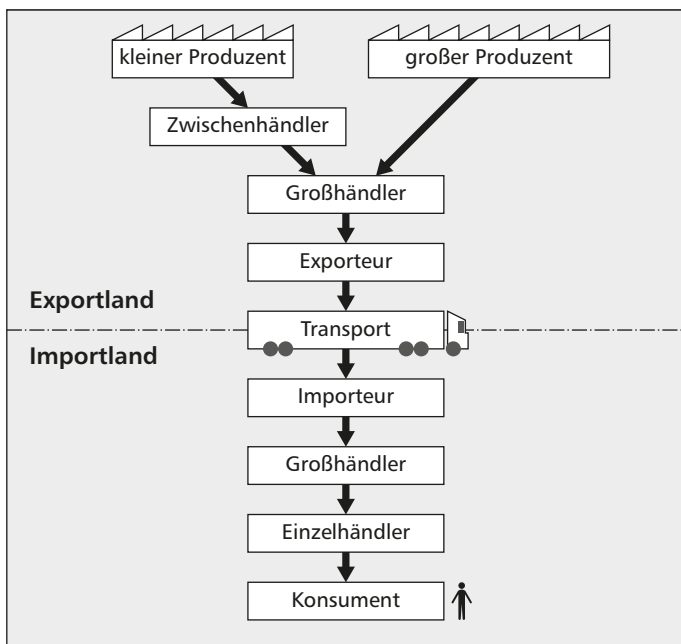 kleiner Produzent
großer Produzent
Zwischenhändler
Großhändler
Exporteur
Exportland
Transport
Importland
Importeur
Großhändler
Einzelhändler
Konsument